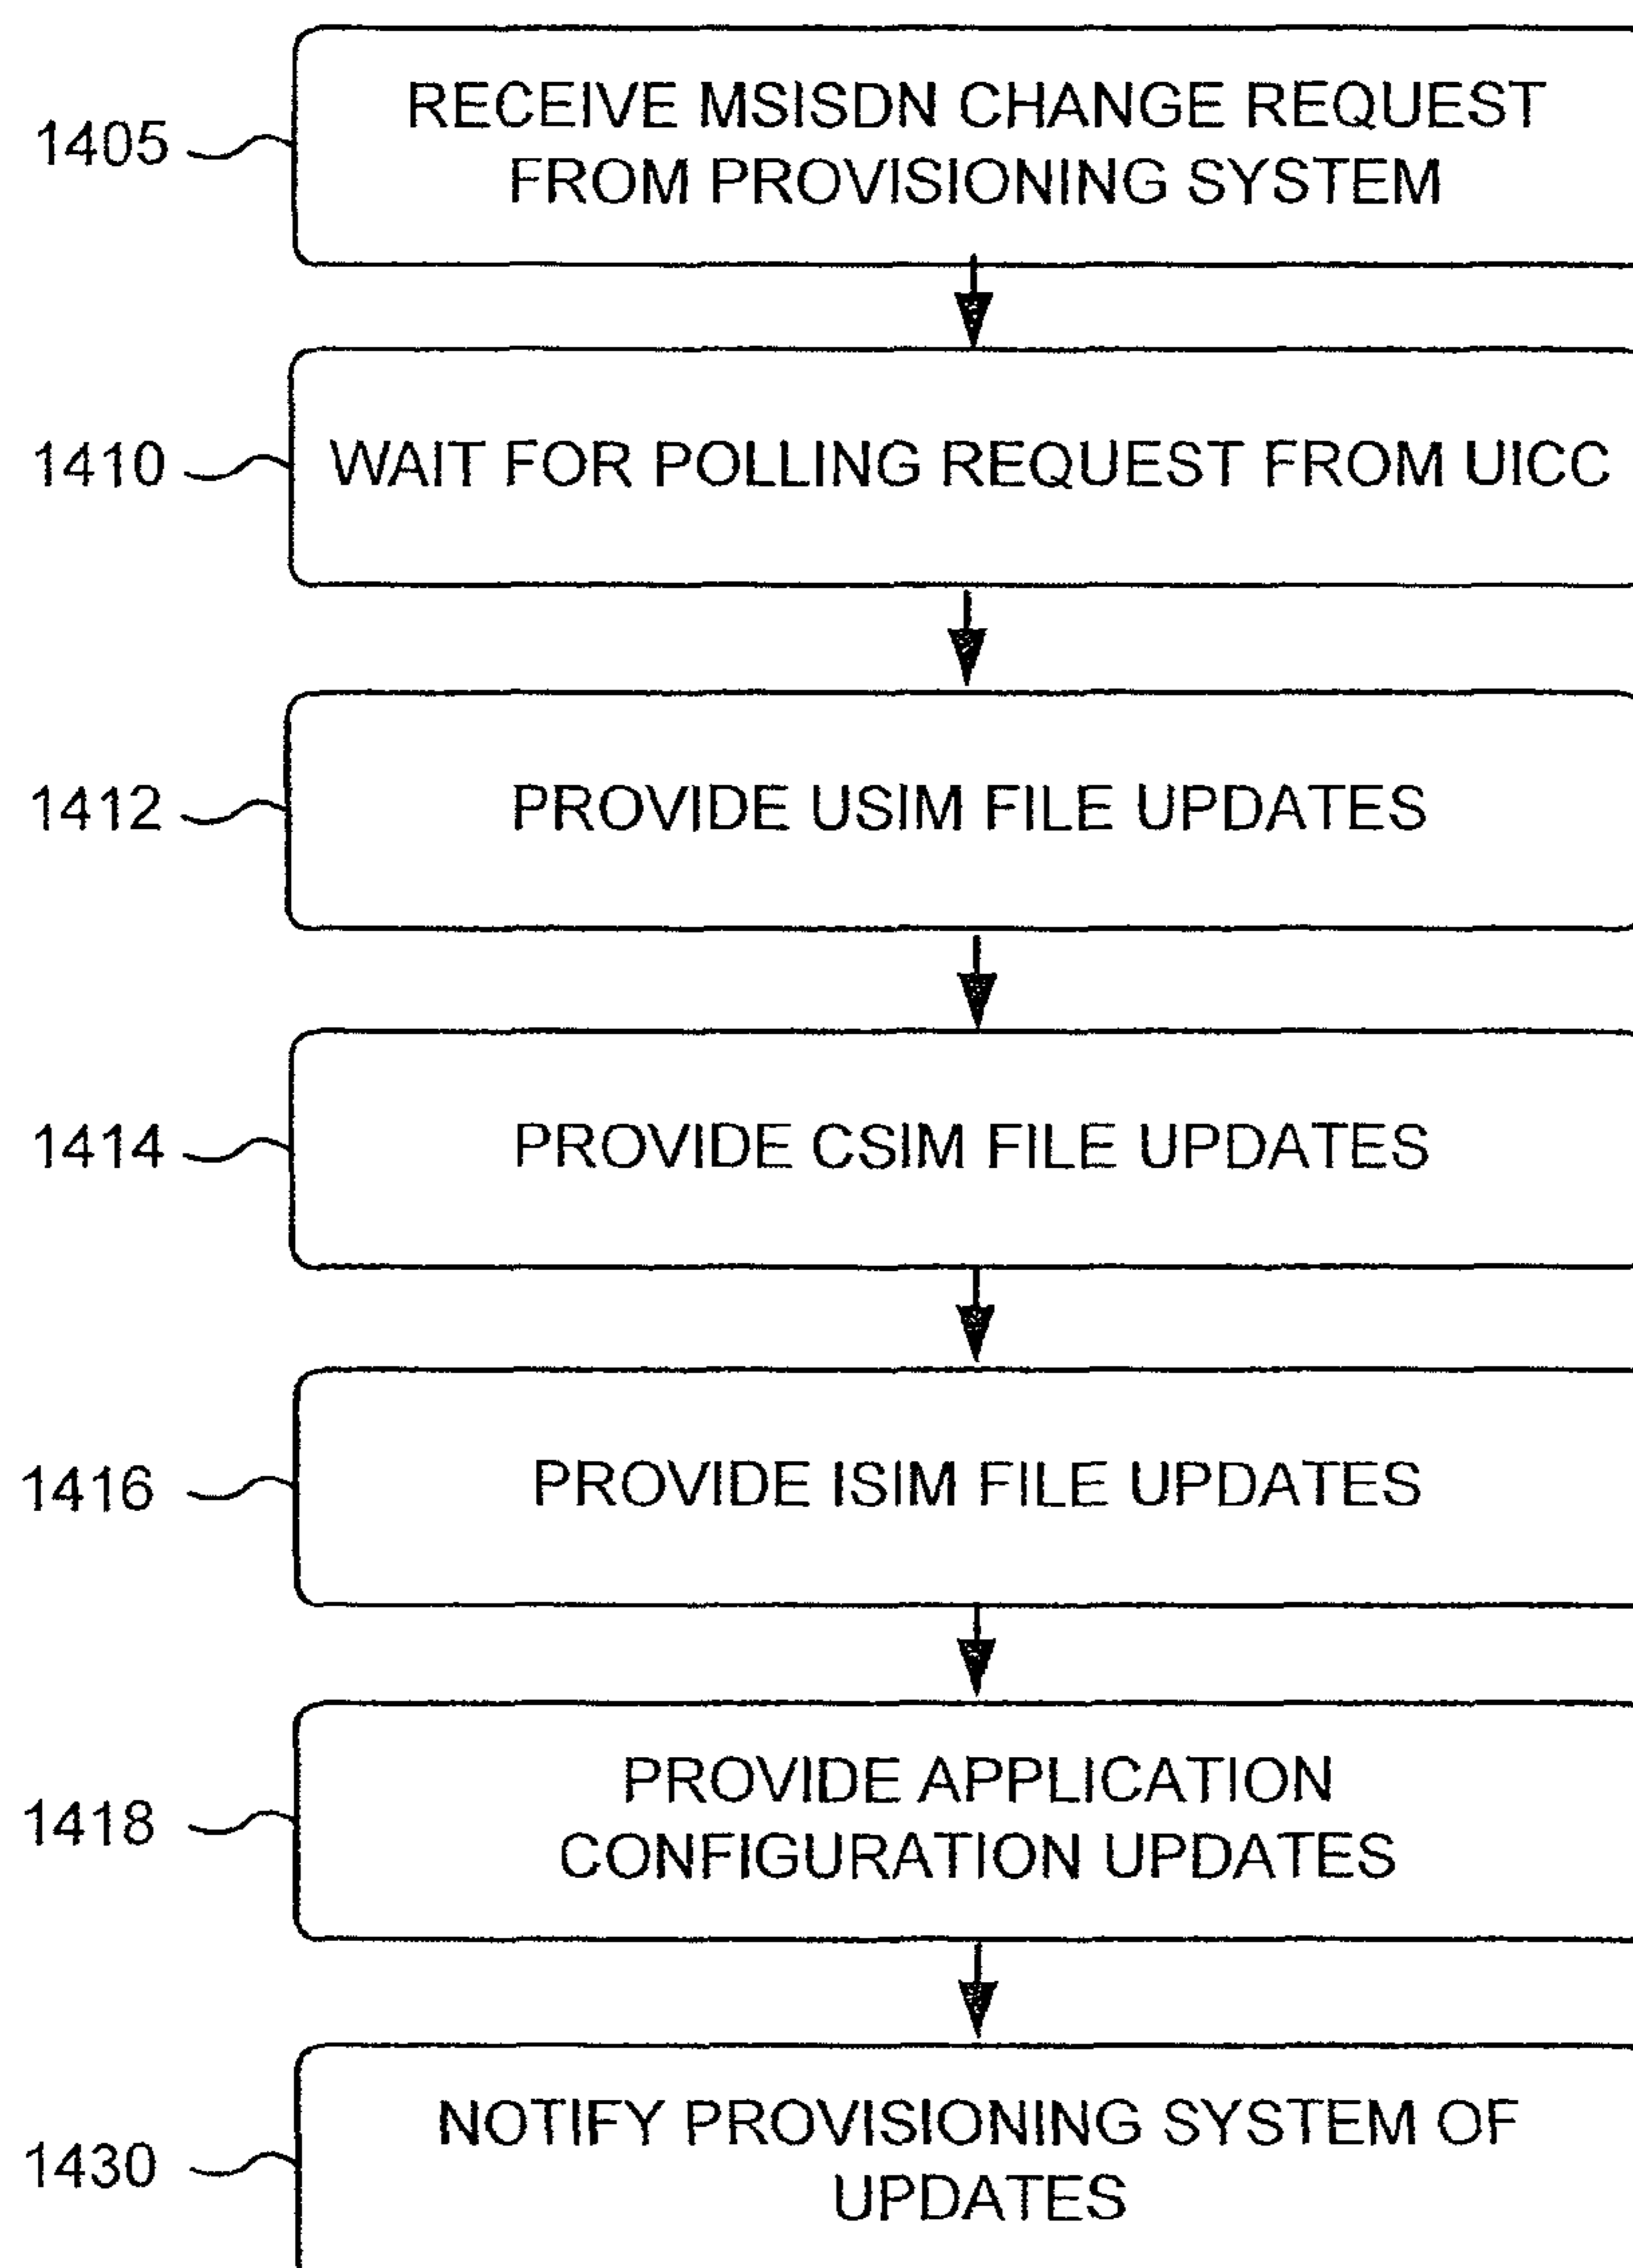 1405
RECEIVE MSISDN CHANGE REQUEST
FROM PROVISIONING SYSTEM
1410
WAIT FOR POLLING REQUEST FROM UICC
1412
PROVIDE USIM FILE UPDATES
1414
PROVIDE CSIM FILE UPDATES
1416
PROVIDE ISIM FILE UPDATES
1418
PROVIDE APPLICATION
CONFIGURATION UPDATES
1430
NOTIFY PROVISIONING SYSTEM OF
UPDATES